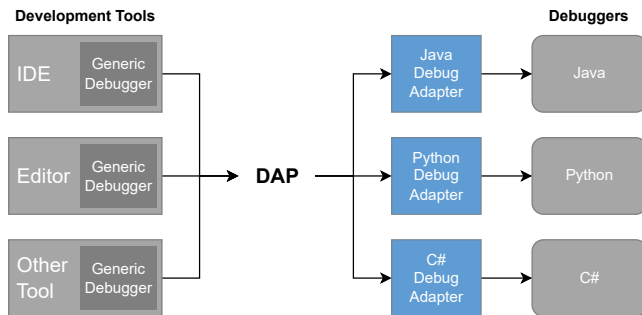 Development Tools
Debuggers
IDE
Generic
Debugger
Java
Debug
Adapter
Java
Editor
Generic
Debugger
DAP
Python
Debug
Adapter
Python
Other
Tool
Generic
Debugger
C#
Debug
Adapter
C#